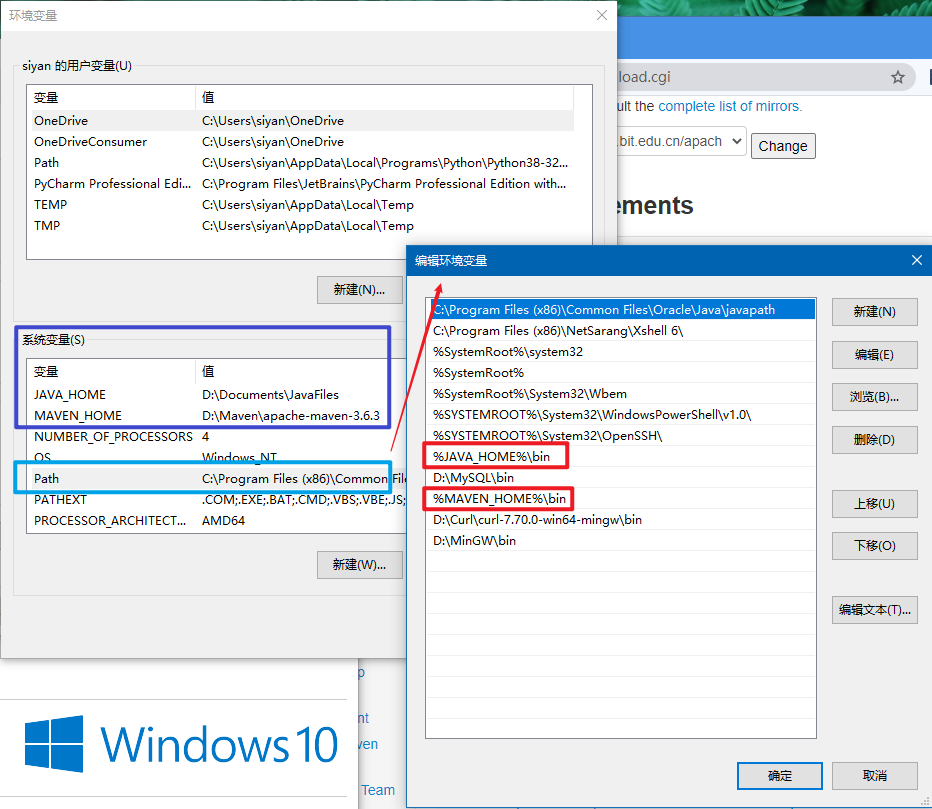 环境变量
siyan 的用户变量(U)
变量 值
OneDrive C:\Users\siyan\OneDrive
OneDriveConsumer C:\Users\siyan\OneDrive
Path C:\Users\siyan\AppData\Local\Programs\Python\Python38-32...
PyCharm Professional Edi... C:\Program Files\JetBrains\PyCharm Professional Edition with...
TEMP C:\Users\siyan\AppData\Local\Temp
TMP C:\Users\siyan\AppData\Local\Temp
新建(N)...
系统变量(S)
变量 值
JAVA_HOME D:\Documents\JavaFiles
MAVEN_HOME D:\Maven\apache-maven-3.6.3
NUMBER_OF_PROCESSORS 4
OS Windows_NT
Path C:\Program Files (x86)\Common File
PATHEXT .COM;.EXE;.BAT;.CMD;.VBS;.VBE;.JS;
PROCESSOR_ARCHITECT... AMD64
新建(W)...
load.cgi
ult the complete list of mirrors.
.bit.edu.cn/apach
Change
ements
编辑环境变量
C:\Program Files (x86)\Common Files\Oracle\Java\javapath
C:\Program Files (x86)\NetSarang\Xshell 6\
%SystemRoot%\system32
%SystemRoot%
%SystemRoot%\System32\Wbem
%SYSTEMROOT%\System32\WindowsPowerShell\v1.0\
%SYSTEMROOT%\System32\OpenSSH\
%JAVA_HOME%\bin
D:\MySQL\bin
%MAVEN_HOME%\bin
D:\Curl\curl-7.70.0-win64-mingw\bin
D:\MinGW\bin
新建(N)
编辑(E)
浏览(B)...
删除(D)
上移(U)
下移(O)
编辑文本(T)...
确定
取消
p
nt
ven
Team
Windows 10